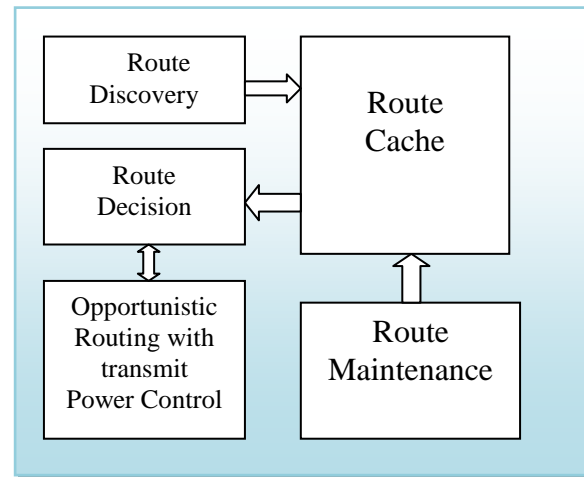 Route
Discovery
Route
Cache
Route
Decision
Opportunistic
Routing with
transmit
Power Control
Route
Maintenance